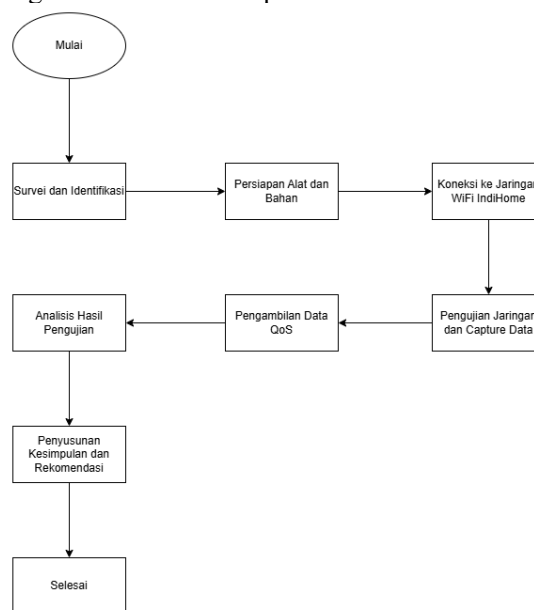 Mulai
Survei dan Identifikasi
Persiapan Alat dan
Bahan
Koneksi ke Jaringan
WiFi IndiHome
Pengujian Jaringan
dan Capture Data
Pengambilan Data
QoS
Analisis Hasil
Pengujian
Penyusunan
Kesimpulan dan
Rekomendasi
Selesai